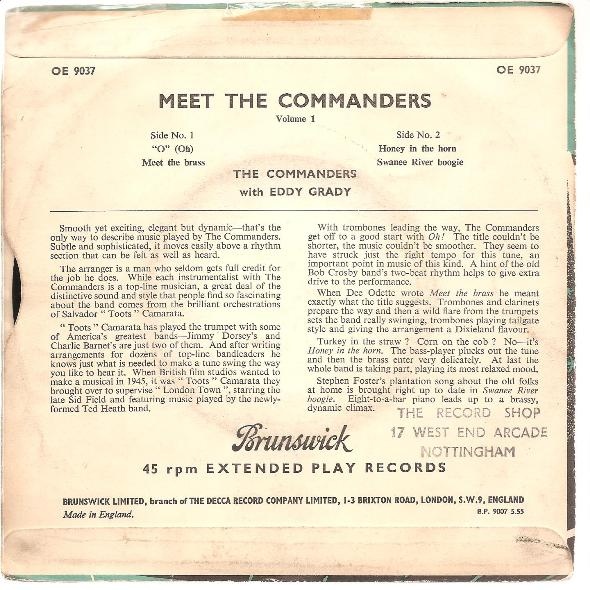 OE 9037
OE 9037
MEET THE COMMANDERS
Volume 1
Side No. 1
"O" (Oh)
Meet the brass
Side No. 2
Honey in the horn
Swanee River boogie
THE COMMANDERS
with EDDY GRADY
Smooth yet exciting, elegant but dynamic—that's the
only way to describe music played by The Commanders.
Subtle and sophisticated, it moves easily above a rhythm
section that can be felt as well as heard.
The arranger is a man who seldom gets full credit for
the job he does. While each instrumentalist with The
Commanders is a top-line musician, a great deal of the
distinctive sound and style that people find so fascinating
about the band comes from the brilliant orchestrations
of Salvador " Toots " Camarata.
" Toots " Camarata has played the trumpet with some
of America's greatest bands—Jimmy Dorsey's and
Charlie Barnet's are just two of them. And after writing
arrangements for dozens of top-line bandleaders he
knows just what is needed to make a tune swing the way
you like to hear it. When British film studios wanted to
make a musical in 1945, it was " Toots " Camarata they
brought over to supervise " London Town ", starring the
late Sid Field and featuring music played by the newly-
formed Ted Heath band.
With trombones leading the way, The Commanders
get off to a good start with Oh! The title couldn't be
shorter, the music couldn't be smoother. They seem to
have struck just the right tempo for this tune, an
important point in music of this kind. A hint of the old
Bob Crosby band's two-beat rhythm helps to give extra
drive to the performance.
When Dee Odette wrote Meet the brass he meant
exactly what the title suggests. Trombones and clarinets
prepare the way and then a wild flare from the trumpets
sets the band really swinging, trombones playing tailgate
style and giving the arrangement a Dixieland flavour.
Turkey in the straw ? Corn on the cob ? No—it's
Honey in the horn. The bass-player plucks out the tune
and then the brass enter very delicately. At last the
whole band is taking part, playing its most relaxed mood.
Stephen Foster's plantation song about the old folks
at home is brought right up to date in Swanee River
boogie. Eight-to-a-bar piano leads up to a brassy,
dynamic climax.
THE RECORD SHOP
17 WEST END ARCADE
NOTTINGHAM
Brunswick
45 rpm EXTENDED PLAY RECORDS
BRUNSWICK LIMITED, branch of THE DECCA RECORD COMPANY LIMITED, 1-3 BRIXTON ROAD, LONDON, S.W.9, ENGLAND
Made in England.
B.P. 9007 5.55